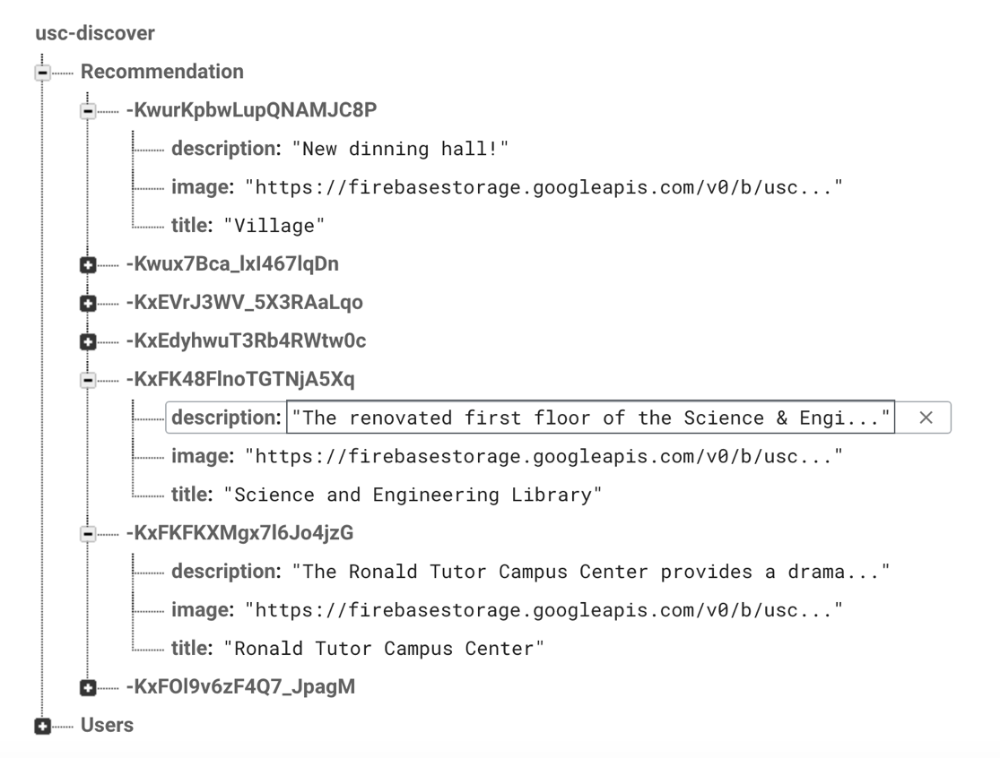 usc-discover
Recommendation
-KwurKpbwLupQNAMJC8P
description: "New dinning hall!"
image: "https://firebasestorage.googleapis.com/v0/b/usc..."
title: "Village"
-Kwux7Bca_lxI467lqDn
-KxEVrJ3WV_5X3RAaLqo
-KxEdyhwuT3Rb4RWtw0c
-KxFK48FlnoTGTNjA5Xq
description: "The renovated first floor of the Science & Engi..."
image: "https://firebasestorage.googleapis.com/v0/b/usc..."
title: "Science and Engineering Library"
-KxFKFKXMgx7l6Jo4jzG
description: "The Ronald Tutor Campus Center provides a drama..."
image: "https://firebasestorage.googleapis.com/v0/b/usc..."
title: "Ronald Tutor Campus Center"
-KxFOl9v6zF4Q7_JpagM
Users